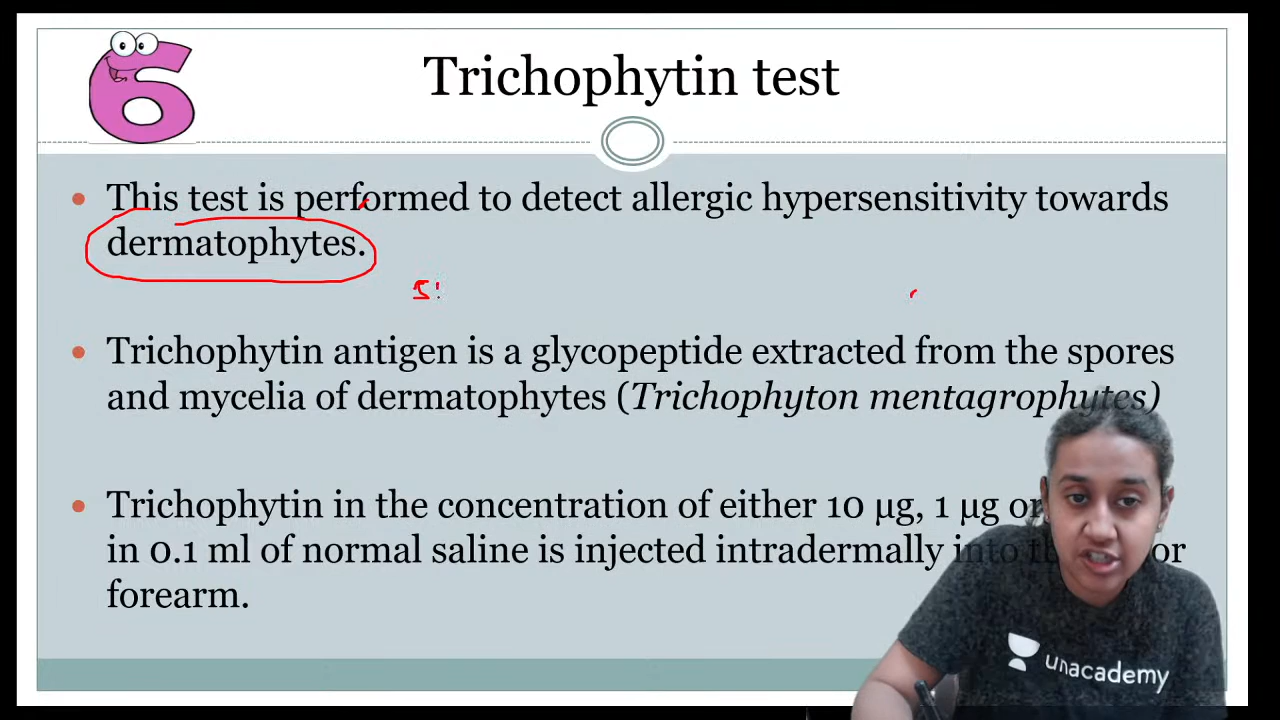 6
Trichophytin test
• This test is performed to detect allergic hypersensitivity towards
dermatophytes.
• Trichophytin antigen is a glycopeptide extracted from the spores
and mycelia of dermatophytes (Trichophyton mentagrophytes)
• Trichophytin in the concentration of either 10 μg, 1 μg or
in 0.1 ml of normal saline is injected intradermally into
forearm.
unacademy